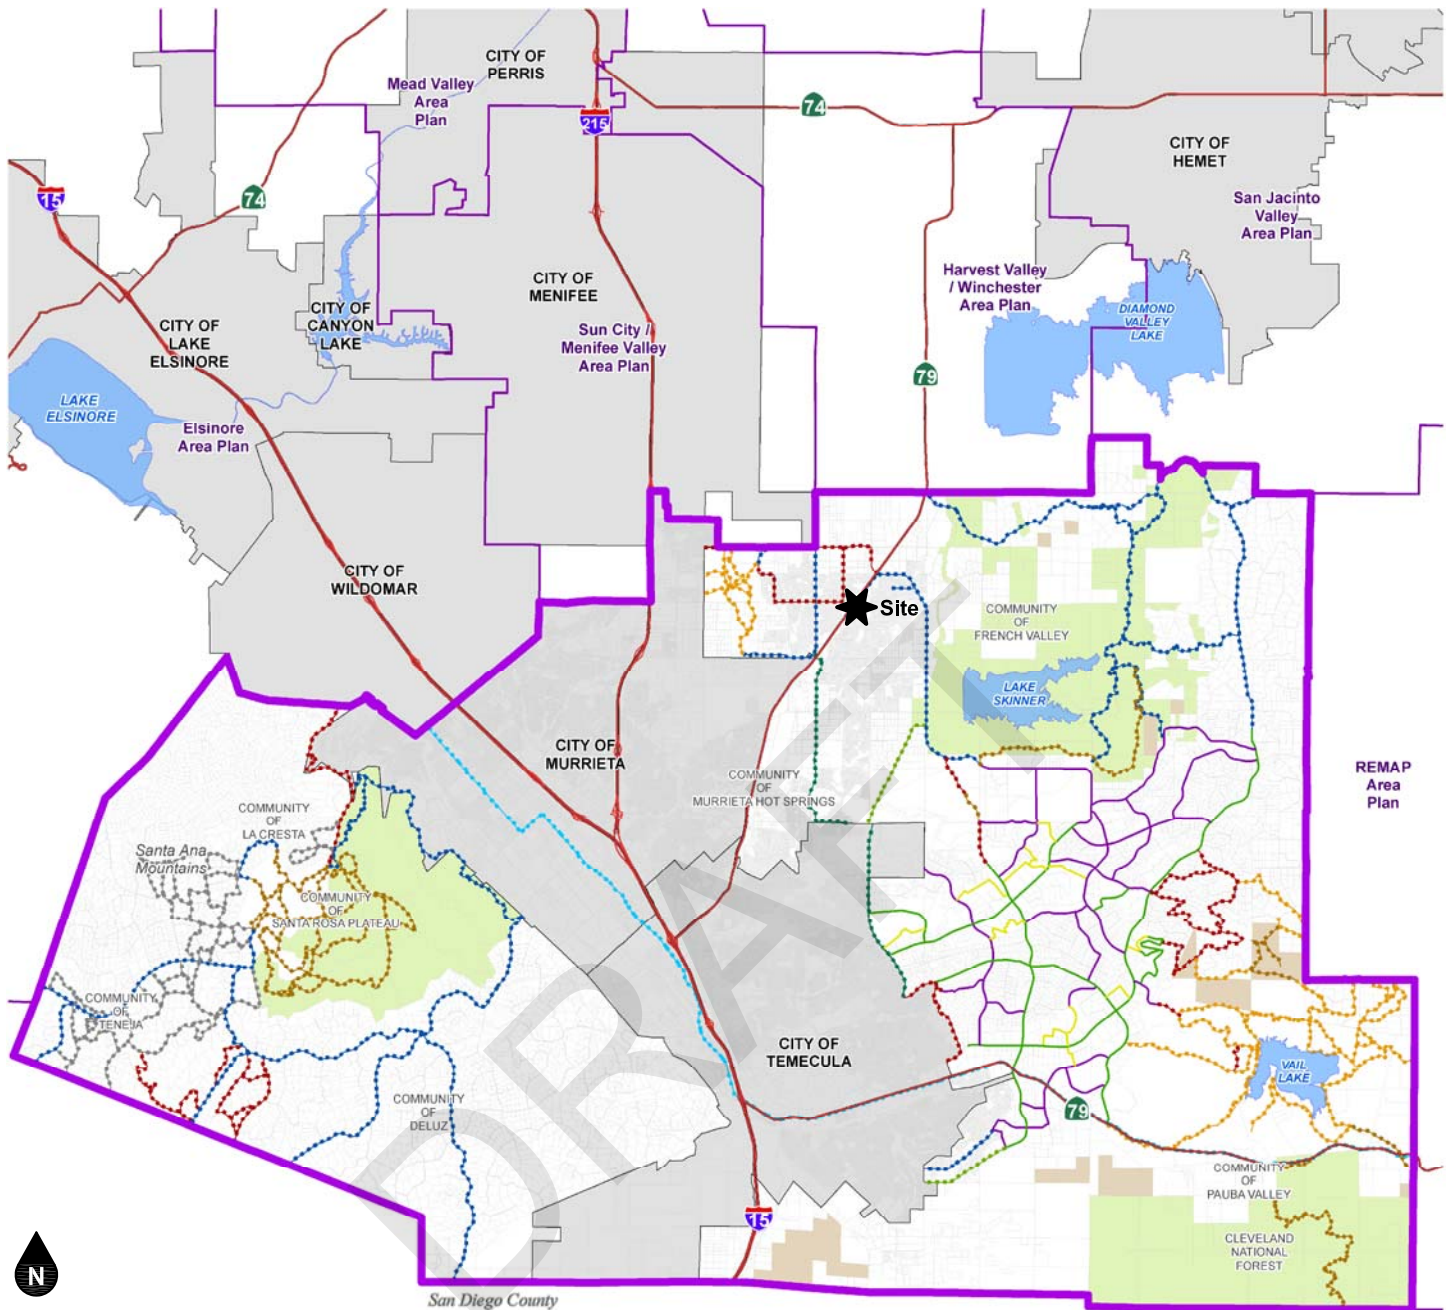 CITY OF
PERRIS
Mead Valley
Area
Plan
215
74
CITY OF
HEMET
15
74
San Jacinto
Valley
Area Plan
CITY OF
MENIFEE
Harvest Valley
/ Winchester
Area Plan
DIAMOND
VALLEY
LAKE
CITY OF
CANYON
LAKE
CITY OF
LAKE
ELSINORE
Sun City /
Menifee Valley
Area Plan
79
LAKE
ELSINORE
Elsinore
Area Plan
CITY OF
WILDOMAR
Site
COMMUNITY
OF
FRENCH VALLEY
LAKE
SKINNER
CITY OF
MURRIETA
COMMUNITY
OF
MURRIETA HOT SPRINGS
REMAP
Area
Plan
COMMUNITY
OF
LA CRESTA
Santa Ana
Mountains
COMMUNITY
OF
SANTA ROSA PLATEAU
COMMUNITY
OF
TENEJA
CITY OF
TEMECULA
VAIL
LAKE
COMMUNITY
OF
DELUZ
79
COMMUNITY
OF
PAUBA VALLEY
15
CLEVELAND
NATIONAL
FOREST
N
San Diego County
DRAFT